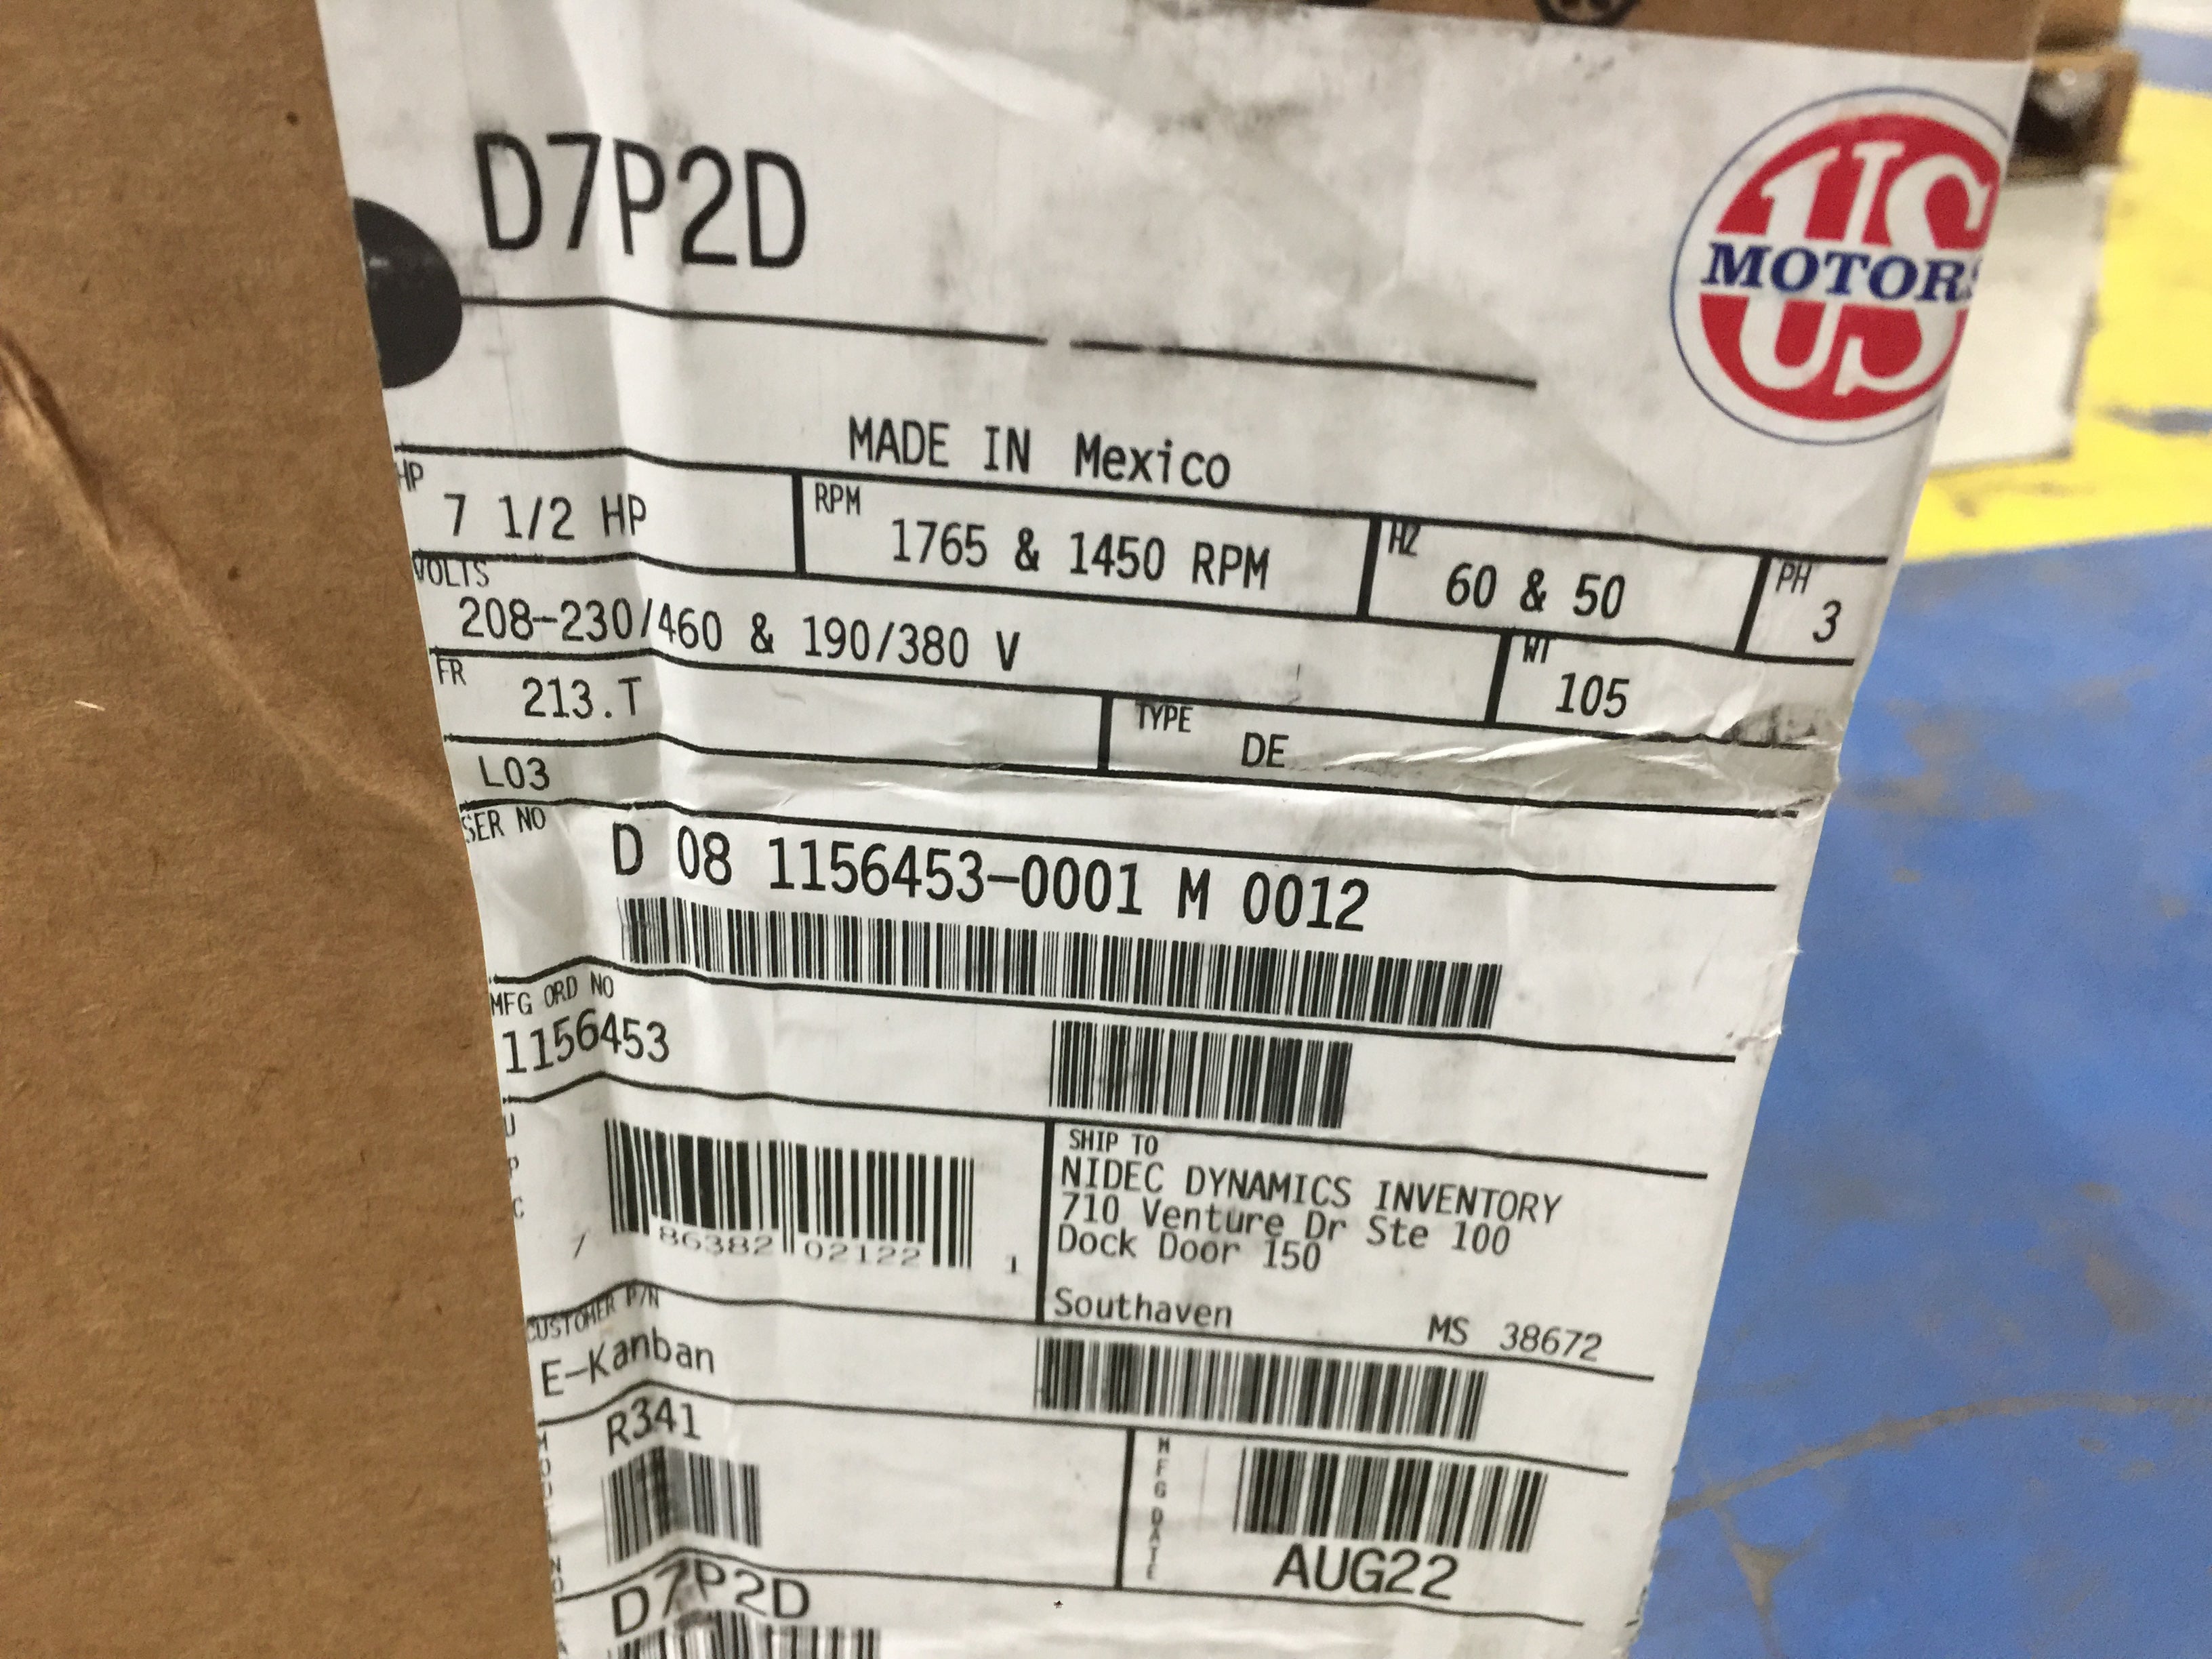 D7P2D
US
MOTORS
MADE IN Mexico
HP
7 1/2 HP
RPM
1765 & 1450 RPM
HZ
60 & 50
PH
3
VOLTS
208-230/460 & 190/380 V
WT
105
FR
213.T
TYPE
DE
L03
SER NO
D 08 1156453-0001 M 0012
MFG ORD NO
1156453
UPC
7 86382 02122 1
SHIP TO
NIDEC DYNAMICS INVENTORY
710 Venture Dr Ste 100
Dock Door 150
Southaven MS 38672
CUSTOMER P/N
E-Kanban
R341
MFG DATE
AUG22
D7P2D